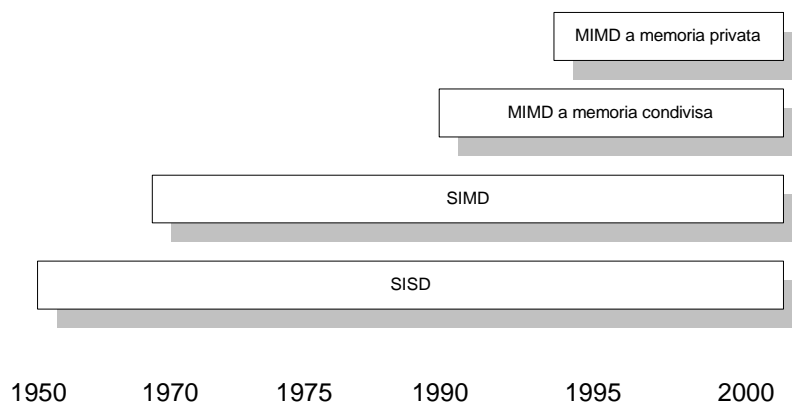 MIMD a memoria privata
MIMD a memoria condivisa
SIMD
SISD
1950 1970 1975 1990 1995 2000